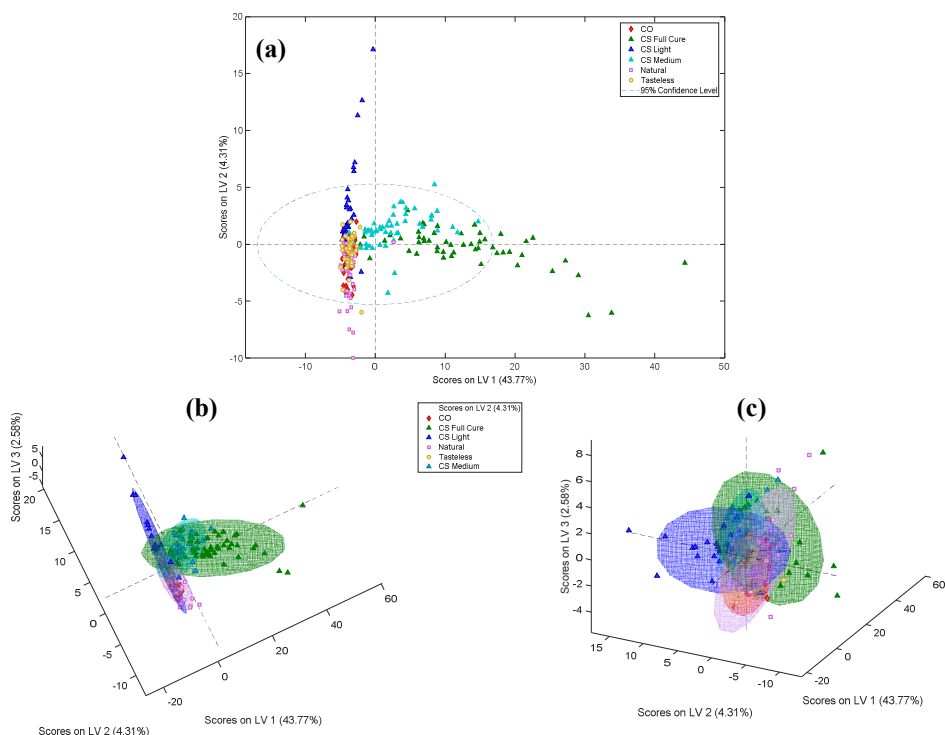 (a)
20
15
10
5
0
-5
-10
Scores on LV 2 (4.31%)
-10
0
10
20
30
40
50
Scores on LV 1 (43.77%)
CO
CS Full Cure
CS Light
CS Medium
Natural
Tasteless
95% Confidence Level
(b)
Scores on LV 3 (2.58%)
5
0
-5
20
15
10
5
0
-5
-10
Scores on LV 2 (4.31%)
-20
0
20
40
60
Scores on LV 1 (43.77%)
Scores on LV 2 (4.31%)
CO
CS Full Cure
CS Light
Natural
Tasteless
CS Medium
(c)
Scores on LV 3 (2.58%)
8
6
4
2
0
-2
-4
15
10
5
0
-5
-10
Scores on LV 2 (4.31%)
-20
0
20
40
60
Scores on LV 1 (43.77%)